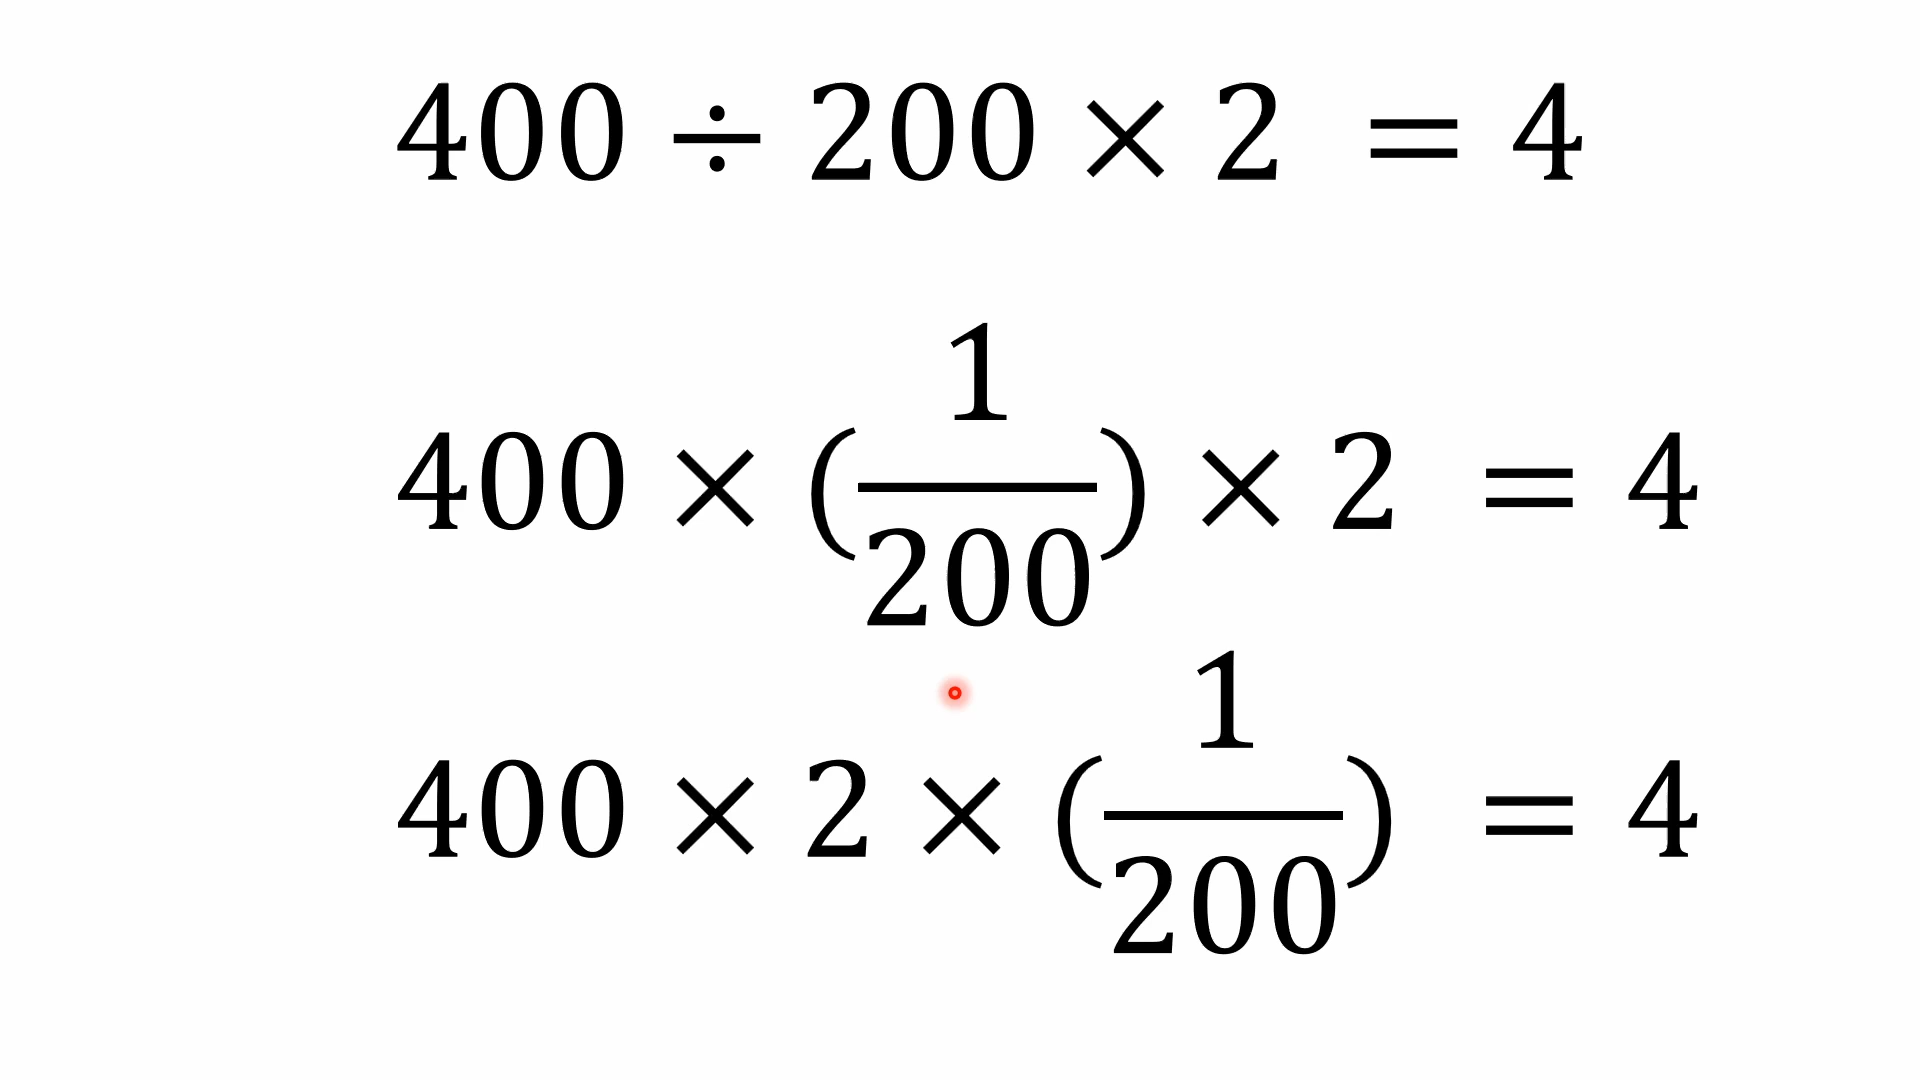 400 ÷ 200 × 2 = 4
400 × (1/200) × 2 = 4
400 × 2 × (1/200) = 4